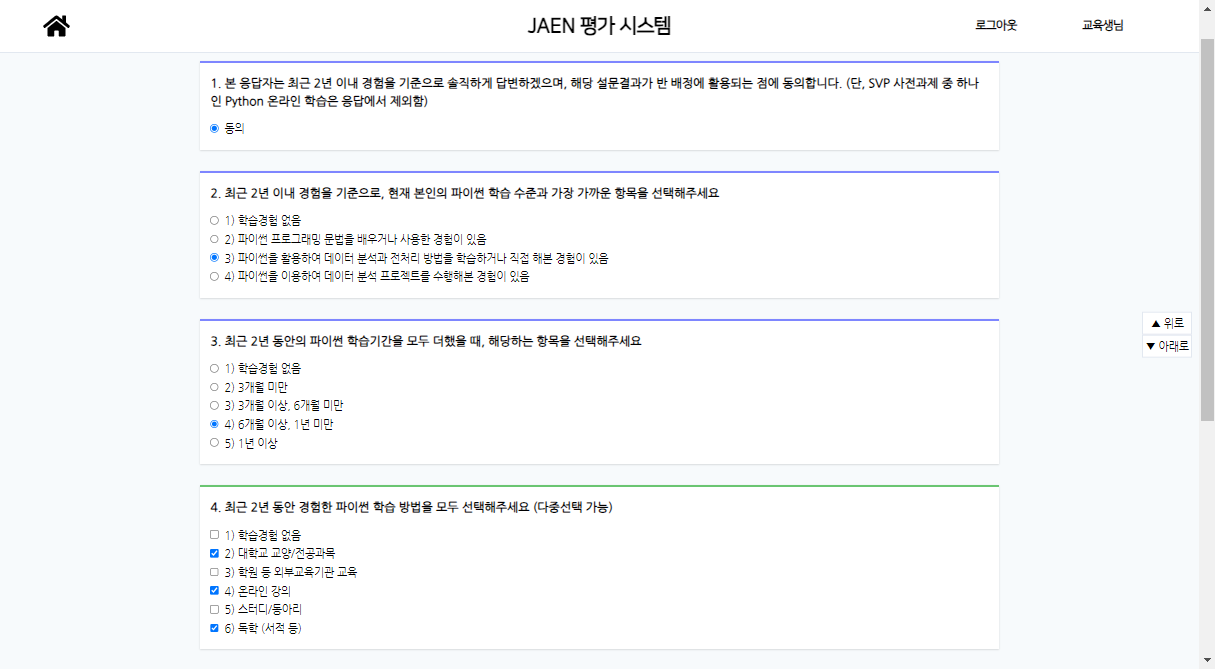 JAEN 평가 시스템
로그아웃
교육생님
1. 본 응답자는 최근 2년 이내 경험을 기준으로 솔직하게 답변하겠으며, 해당 설문결과가 반 배정에 활용되는 점에 동의합니다. (단, SVP 사전과제 중 하나
인 Python 온라인 학습은 응답에서 제외함)
동의
2. 최근 2년 이내 경험을 기준으로, 현재 본인의 파이썬 학습 수준과 가장 가까운 항목을 선택해주세요
1) 학습경험 없음
2) 파이썬 프로그래밍 문법을 배우거나 사용한 경험이 있음
3) 파이썬을 활용하여 데이터 분석과 전처리 방법을 학습하거나 직접 해본 경험이 있음
4) 파이썬을 이용하여 데이터 분석 프로젝트를 수행해본 경험이 있음
3. 최근 2년 동안의 파이썬 학습기간을 모두 더했을 때, 해당하는 항목을 선택해주세요
1) 학습경험 없음
2) 3개월 미만
3) 3개월 이상, 6개월 미만
4) 6개월 이상, 1년 미만
5) 1년 이상
▲ 위로
▼ 아래로
4. 최근 2년 동안 경험한 파이썬 학습 방법을 모두 선택해주세요 (다중선택 가능)
1) 학습경험 없음
2) 대학교 교양/전공과목
3) 학원 등 외부교육기관 교육
4) 온라인 강의
5) 스터디/동아리
6) 독학 (서적 등)